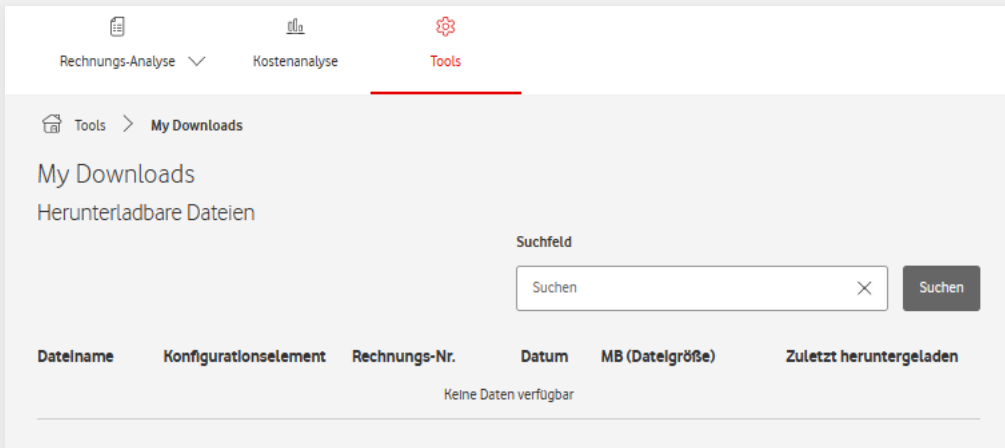 Rechnungs-Analyse Kostenanalyse Tools
Tools My Downloads
My Downloads
Herunterladbare Dateien
Suchfeld
Suchen Suchen
Dateiname Konfigurationselement Rechnungs-Nr. Datum MB (Dateigröße) Zuletzt heruntergeladen
Keine Daten verfügbar